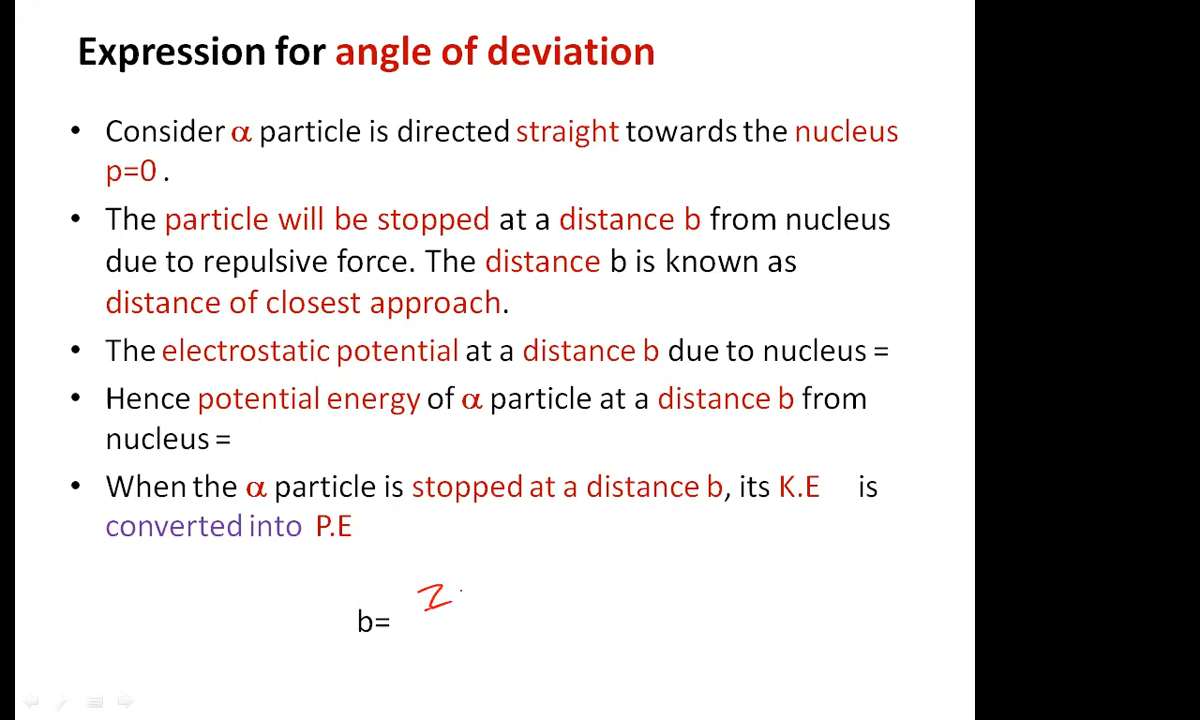 Expression for angle of deviation
• Consider α particle is directed straight towards the nucleus
p=0 .
• The particle will be stopped at a distance b from nucleus
due to repulsive force. The distance b is known as
distance of closest approach.
• The electrostatic potential at a distance b due to nucleus =
• Hence potential energy of α particle at a distance b from
nucleus =
• When the α particle is stopped at a distance b, its K.E is
converted into P.E
Z
b=